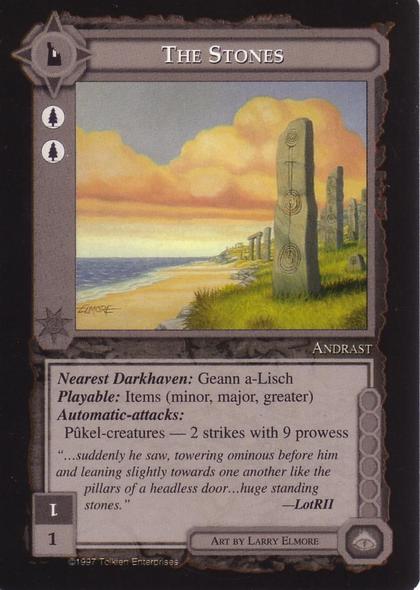 THE STONES
ELMORE
ANDRAST
Nearest Darkhaven: Geann a-Lisch
Playable: Items (minor, major, greater)
Automatic-attacks:
Pûkel-creatures — 2 strikes with 9 prowess
“...suddenly he saw, towering ominous before him
and leaning slightly towards one another like the
pillars of a headless door...huge standing
stones.” —LotRII
1
1
ART BY LARRY ELMORE
©1997 Tolkien Enterprises